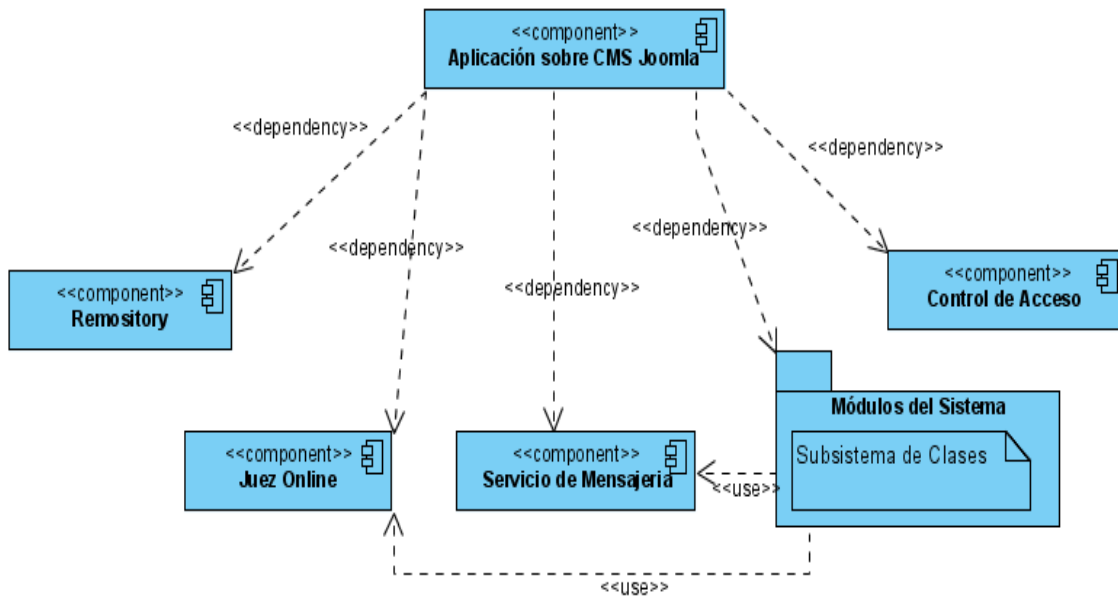 <<component>>
Aplicación sobre CMS Joomla
<<dependency>>
<<dependency>>
<<dependency>>
<<dependency>>
<<dependency>>
<<component>>
Remository
<<component>>
Control de Acceso
<<component>>
Juez Online
<<component>>
Servicio de Mensajeria
Módulos del Sistema
Subsistema de Clases
<<use>>
<<use>>